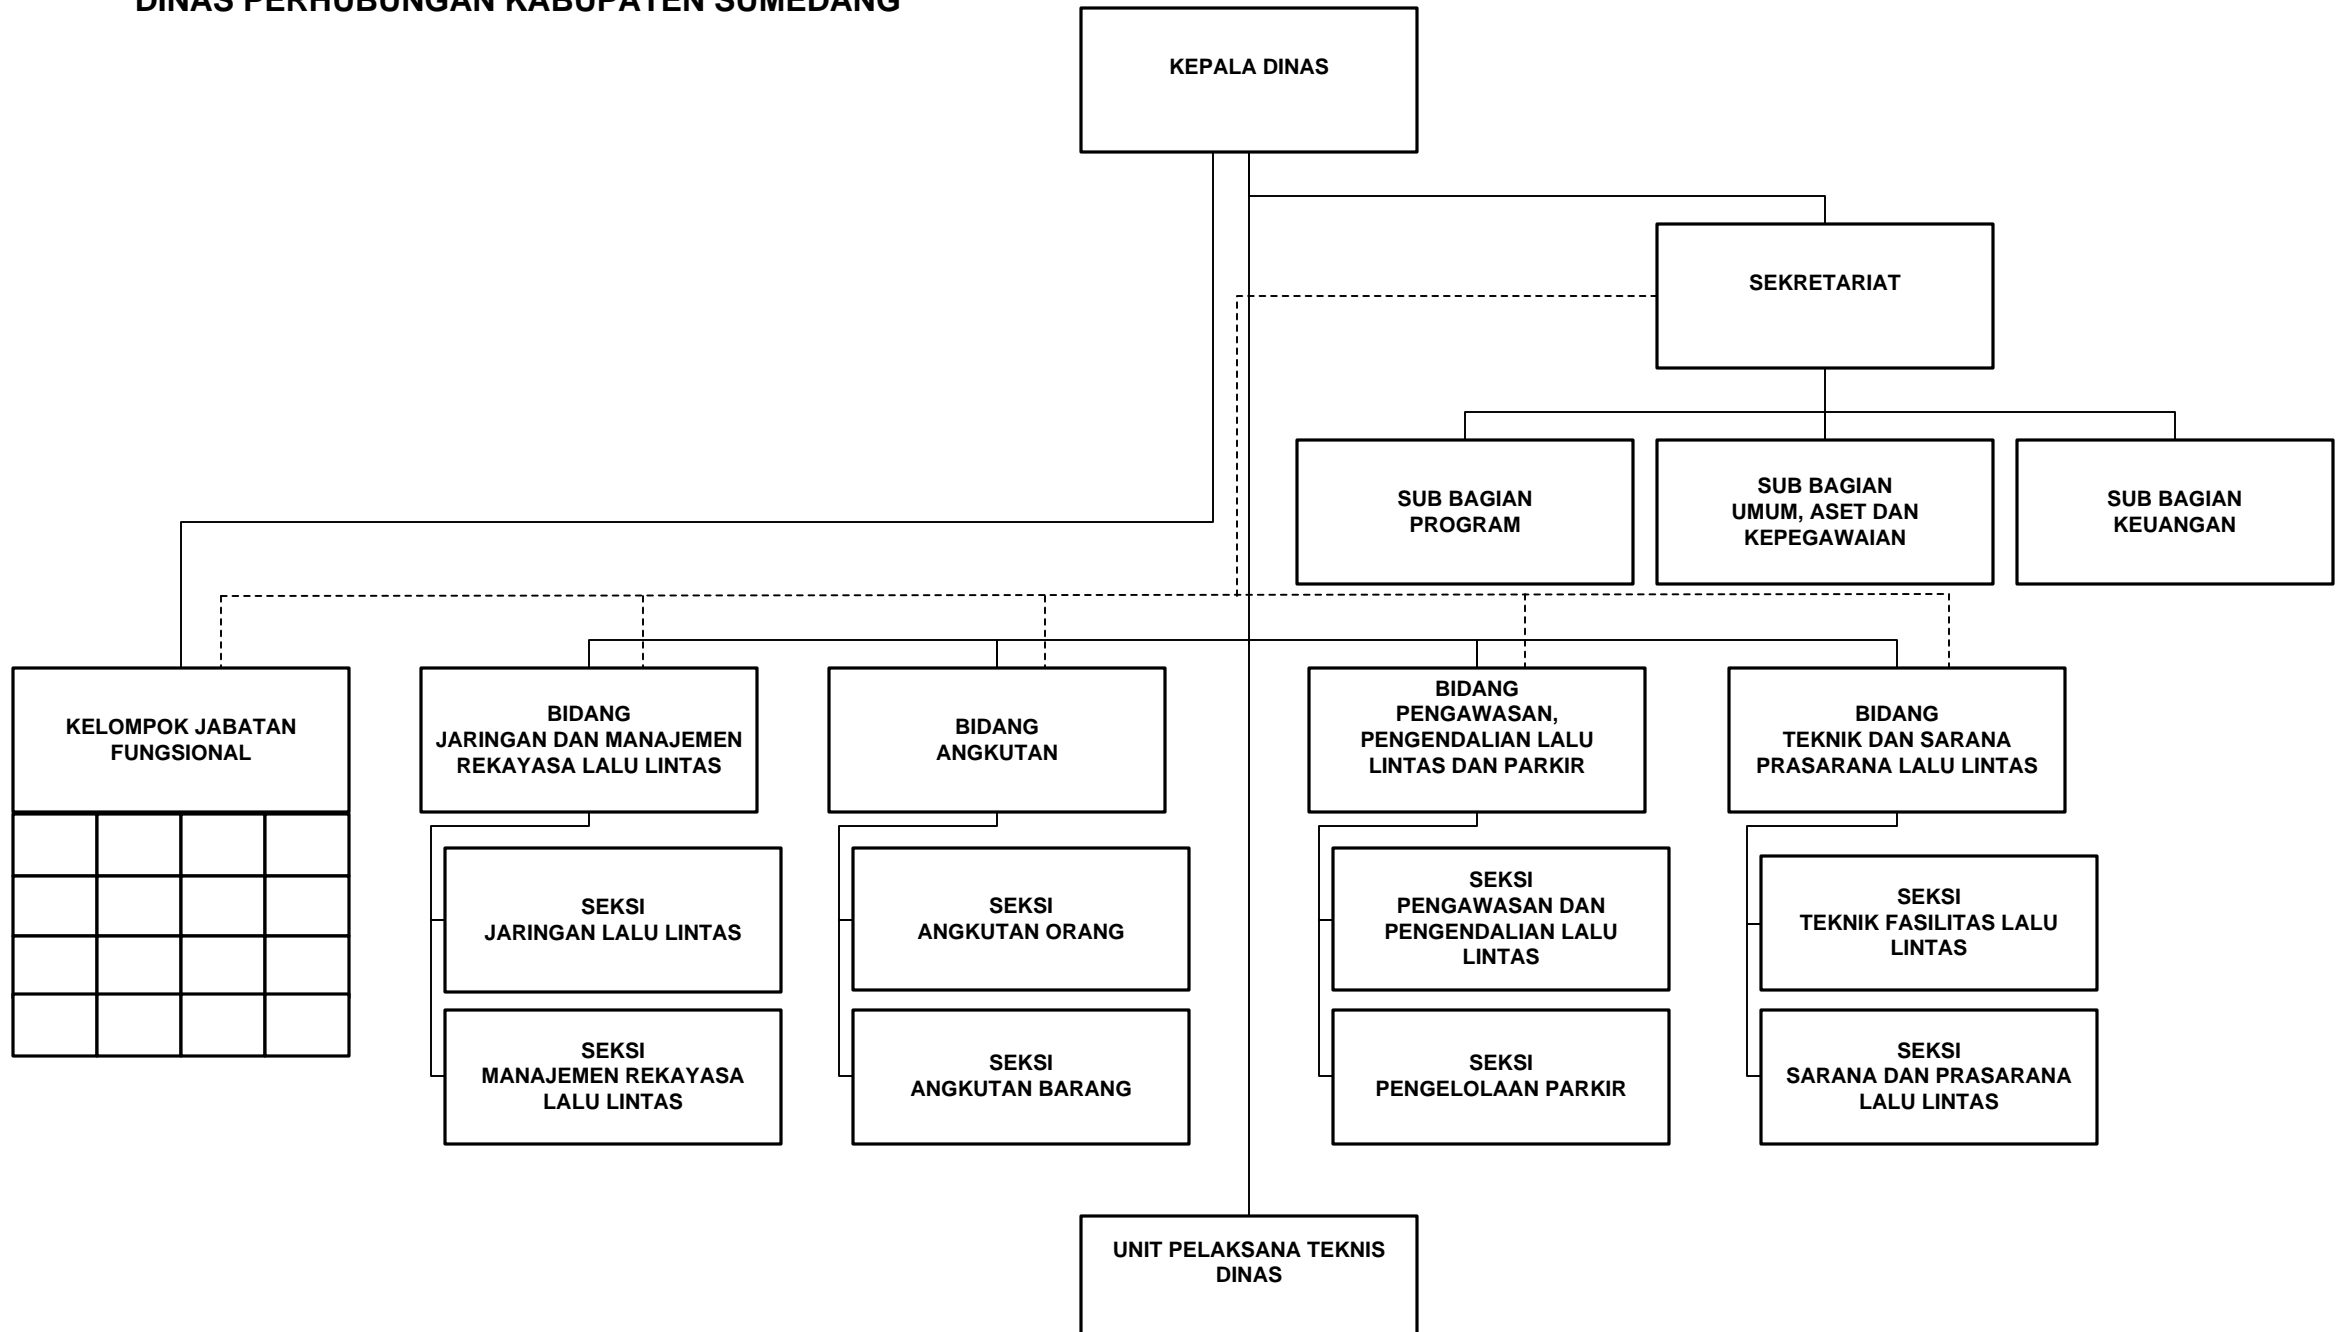 DINAS PERHUBUNGAN KABUPATEN SUMEDANG
KEPALA DINAS
SEKRETARIAT
SUB BAGIAN
PROGRAM
SUB BAGIAN
UMUM, ASET DAN
KEPEGAWAIAN
SUB BAGIAN
KEUANGAN
KELOMPOK JABATAN
FUNGSIONAL
BIDANG
JARINGAN DAN MANAJEMEN
REKAYASA LALU LINTAS
BIDANG
ANGKUTAN
BIDANG
PENGAWASAN,
PENGENDALIAN LALU
LINTAS DAN PARKIR
BIDANG
TEKNIK DAN SARANA
PRASARANA LALU LINTAS
SEKSI
JARINGAN LALU LINTAS
SEKSI
ANGKUTAN ORANG
SEKSI
PENGAWASAN DAN
PENGENDALIAN LALU
LINTAS
SEKSI
TEKNIK FASILITAS LALU
LINTAS
SEKSI
MANAJEMEN REKAYASA
LALU LINTAS
SEKSI
ANGKUTAN BARANG
SEKSI
PENGELOLAAN PARKIR
SEKSI
SARANA DAN PRASARANA
LALU LINTAS
UNIT PELAKSANA TEKNIS
DINAS